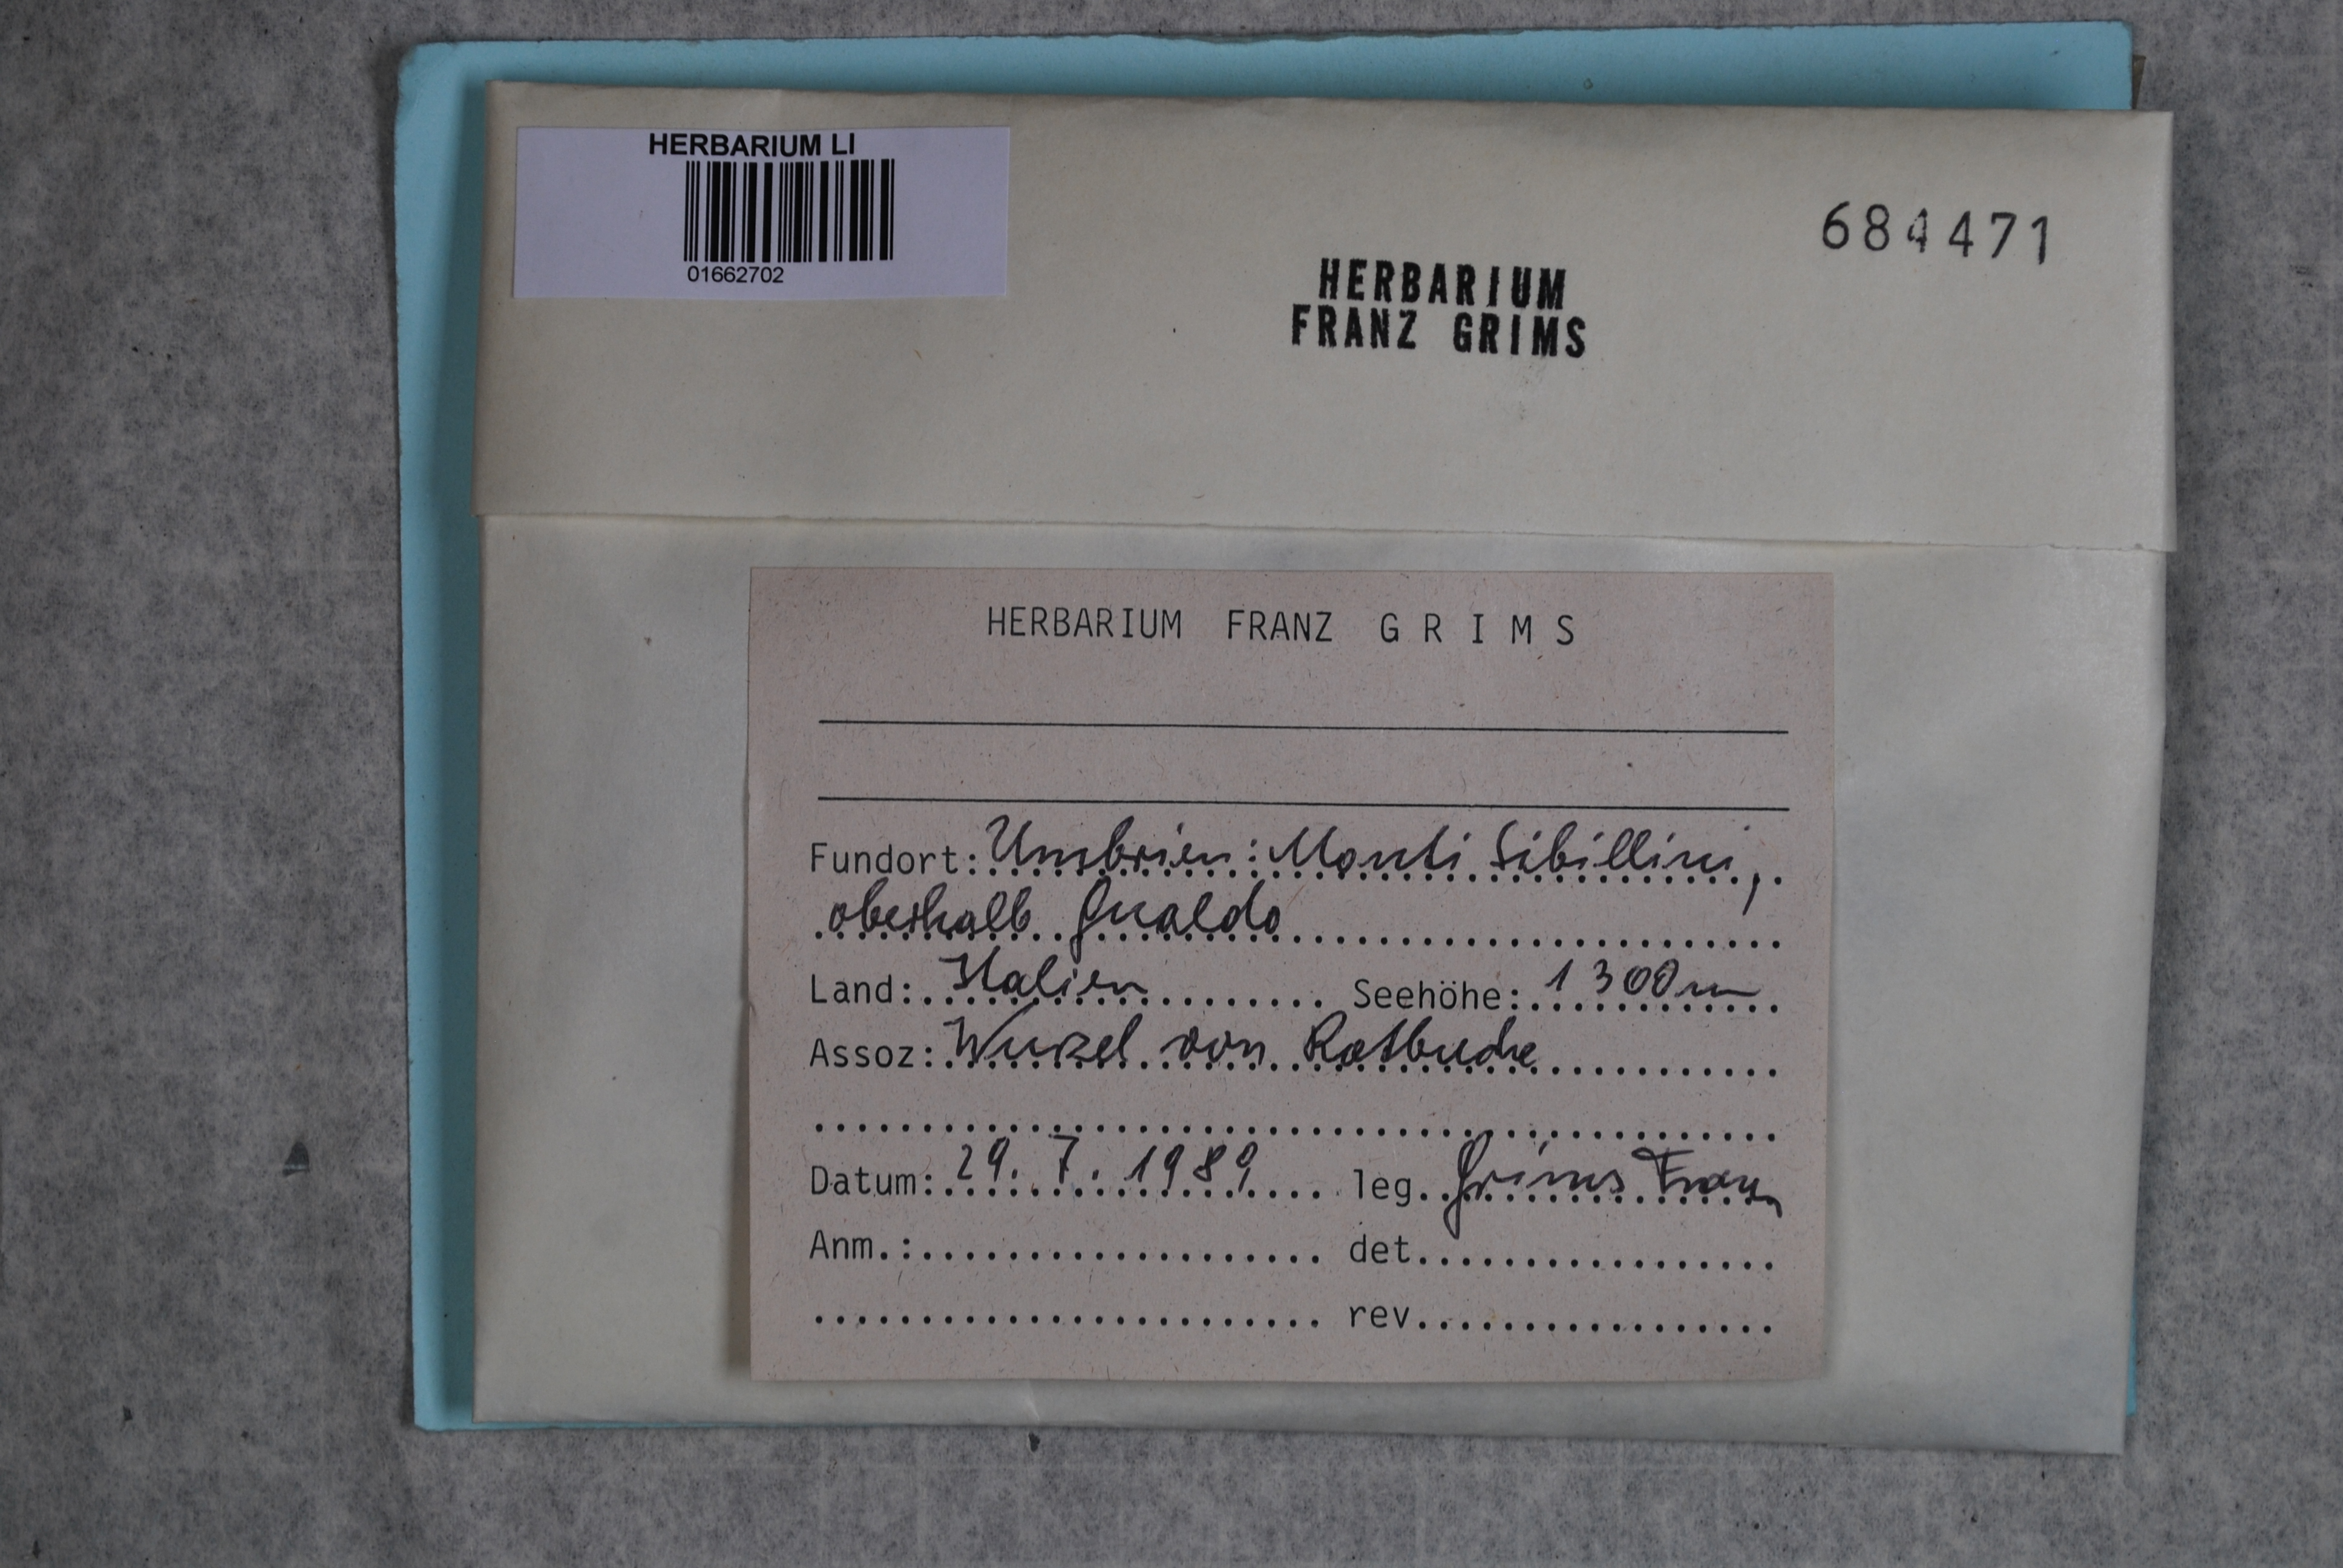 HERBARIUM LI
01662702
684471
HERBARIUM
FRANZ GRIMS
HERBARIUM FRANZ GRIMS
Fundort: Umbrien: Monti Sibillini,
oberhalb Gualdo
Land: Italien Seehöhe: 1300m
Assoz: Wurzel von Rotbuche
Datum: 29. 7. 1989 leg. Grims Franz
Anm.: det.
rev.